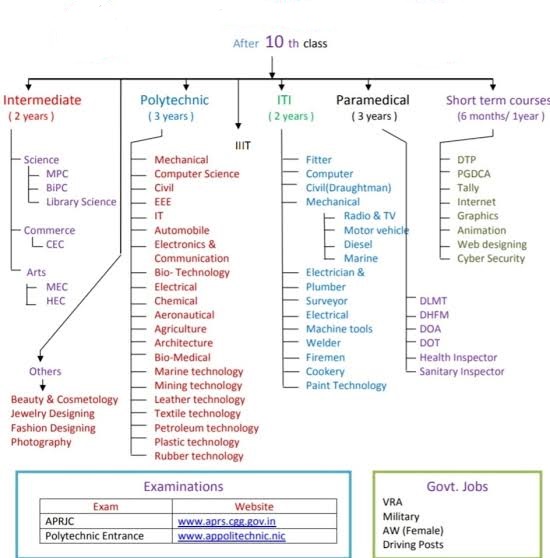 After 10 th class
Intermediate
( 2 years )
Science
MPC
BiPC
Library Science
Commerce
CEC
Arts
MEC
HEC
Others
Beauty & Cosmetology
Jewelry Designing
Fashion Designing
Photography
Polytechnic
( 3 years )
Mechanical
Computer Science
Civil
EEE
IT
Automobile
Electronics &
Communication
Bio- Technology
Electrical
Chemical
Aeronautical
Agriculture
Architecture
Bio-Medical
Marine technology
Mining technology
Leather technology
Textile technology
Petroleum technology
Plastic technology
Rubber technology
IIIT
ITI
( 2 years )
Fitter
Computer
Civil(Draughtman)
Mechanical
Radio & TV
Motor vehicle
Diesel
Marine
Electrician &
Plumber
Surveyor
Electrical
Machine tools
Welder
Firemen
Cookery
Paint Technology
Paramedical
( 3 years )
DLMT
DHFM
DOA
DOT
Health Inspector
Sanitary Inspector
Short term courses
(6 months/ 1year )
DTP
PGDCA
Tally
Internet
Graphics
Animation
Web designing
Cyber Security
Examinations
Exam Website
APRJC www.aprs.cgg.gov.in
Polytechnic Entrance www.appolitechnic.nic
Govt. Jobs
VRA
Military
AW (Female)
Driving Posts